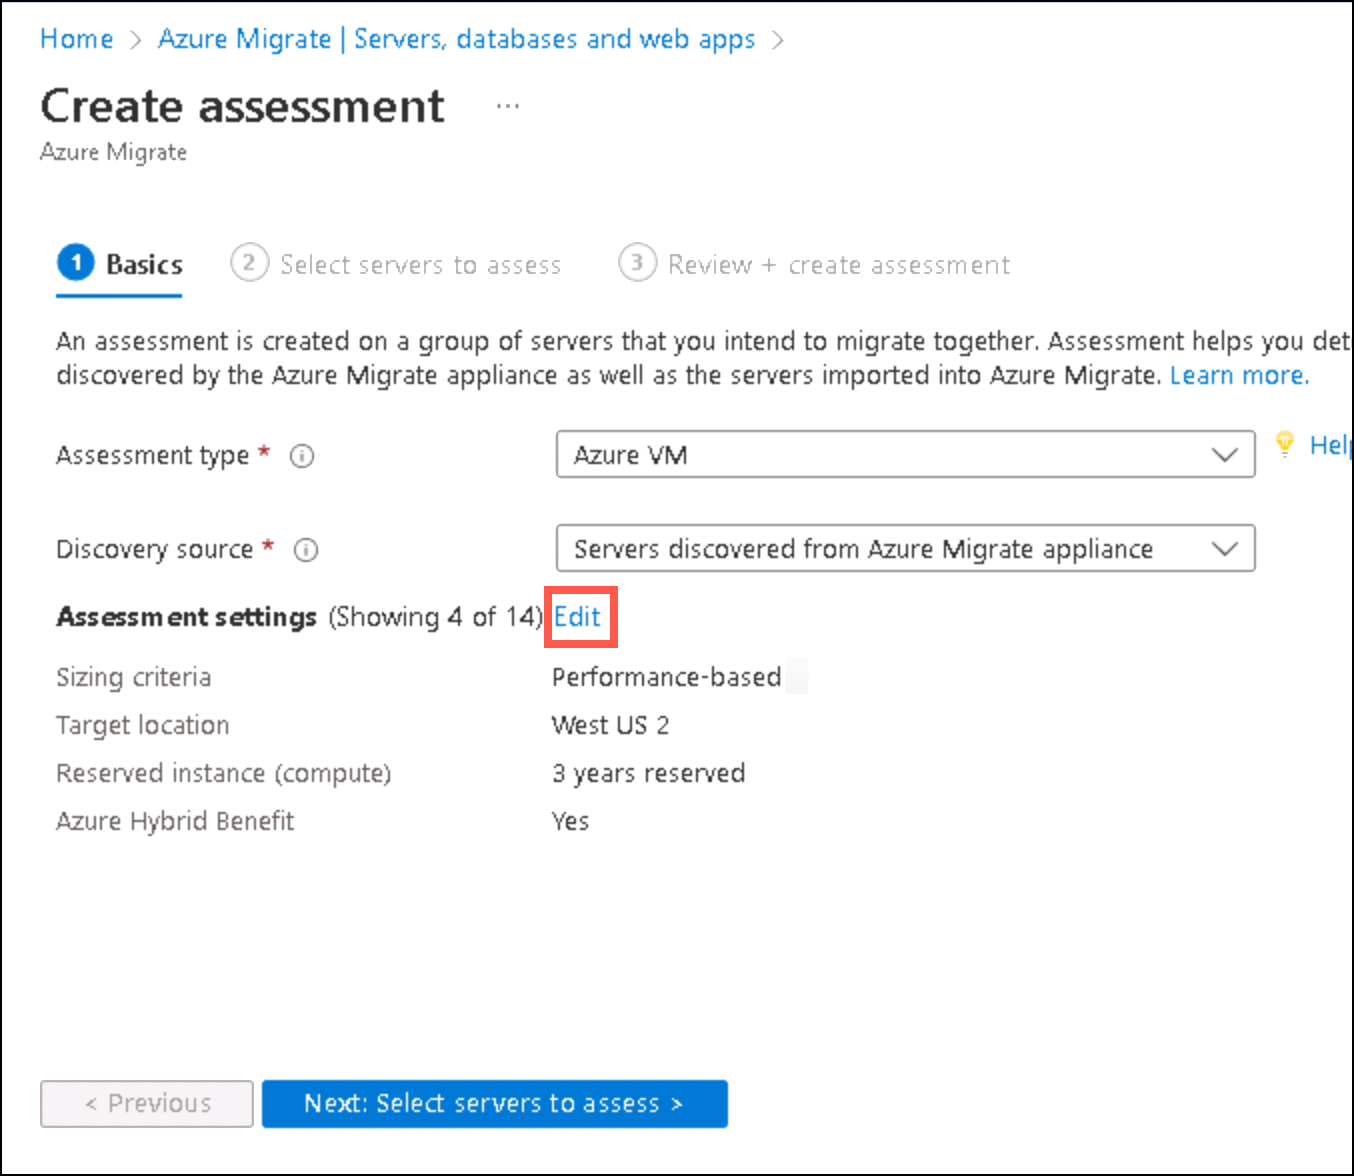 Home > Azure Migrate | Servers, databases and web apps >
Create assessment ...
Azure Migrate
1 Basics 2 Select servers to assess 3 Review + create assessment
An assessment is created on a group of servers that you intend to migrate together. Assessment helps you det
discovered by the Azure Migrate appliance as well as the servers imported into Azure Migrate. Learn more.
Assessment type * Azure VM Help
Discovery source * Servers discovered from Azure Migrate appliance
Assessment settings (Showing 4 of 14) Edit
Sizing criteria Performance-based
Target location West US 2
Reserved instance (compute) 3 years reserved
Azure Hybrid Benefit Yes
< Previous Next: Select servers to assess >